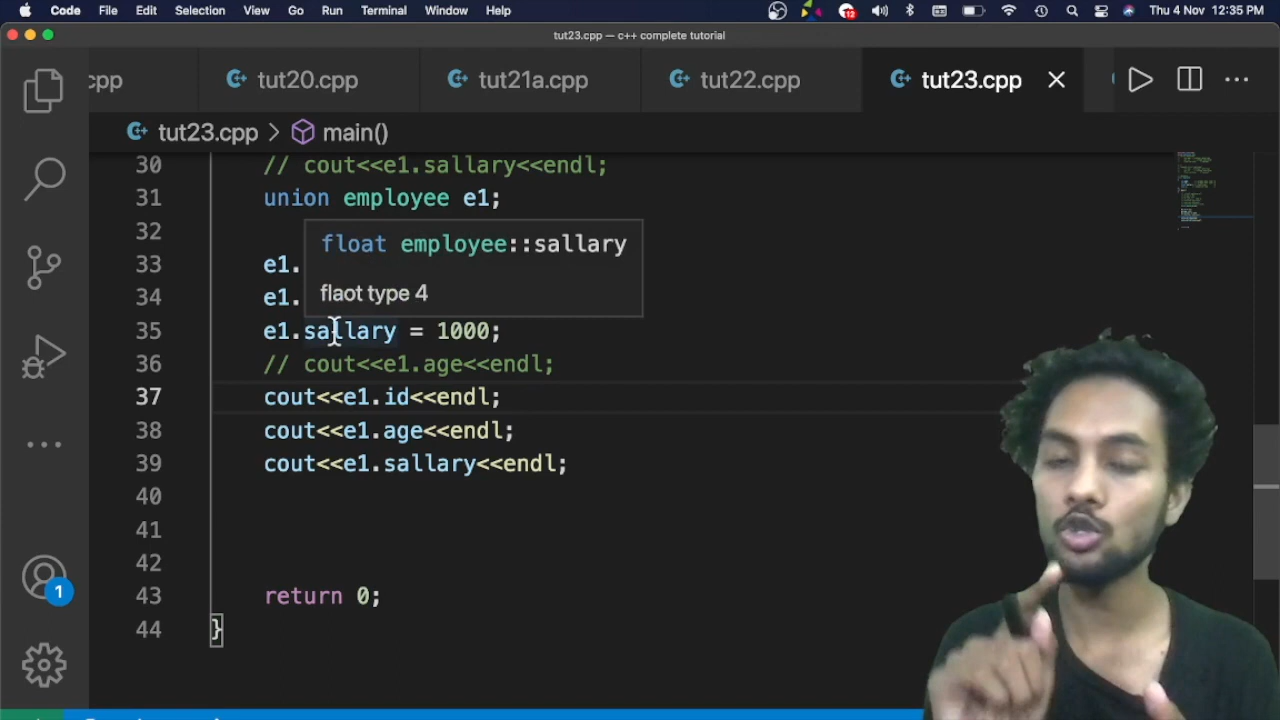 Code File Edit Selection View Go Run Terminal Window Help 12 Thu 4 Nov 12:35 PM
tut23.cpp — c++ complete tutorial
cpp tut20.cpp tut21a.cpp tut22.cpp tut23.cpp
tut23.cpp > main()
30 // cout<<e1.sallary<<endl;
31 union employee e1;
32
float employee::sallary
33 e1.
flaot type 4
34 e1.
35 e1.sallary = 1000;
36 // cout<<e1.age<<endl;
37 cout<<e1.id<<endl;
38 cout<<e1.age<<endl;
39 cout<<e1.sallary<<endl;
40
41
42
43 return 0;
44 }
1